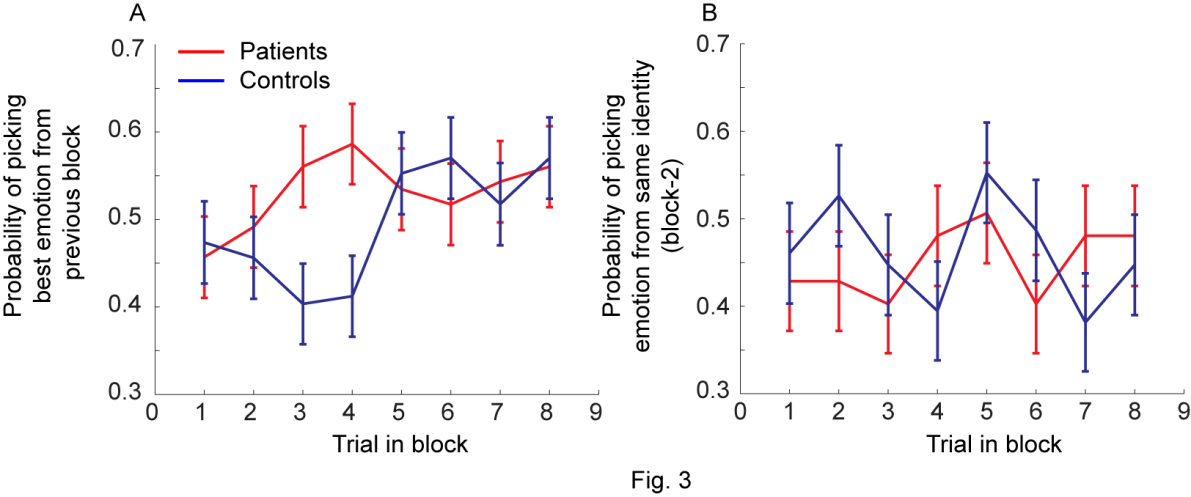 A
0.7
0.6
0.5
0.4
0.3
Probability of picking
best emotion from
previous block
Patients
Controls
0 1 2 3 4 5 6 7 8 9
Trial in block
B
0.7
0.6
0.5
0.4
0.3
Probability of picking
emotion from same identity
(block-2)
0 1 2 3 4 5 6 7 8 9
Trial in block
Fig. 3